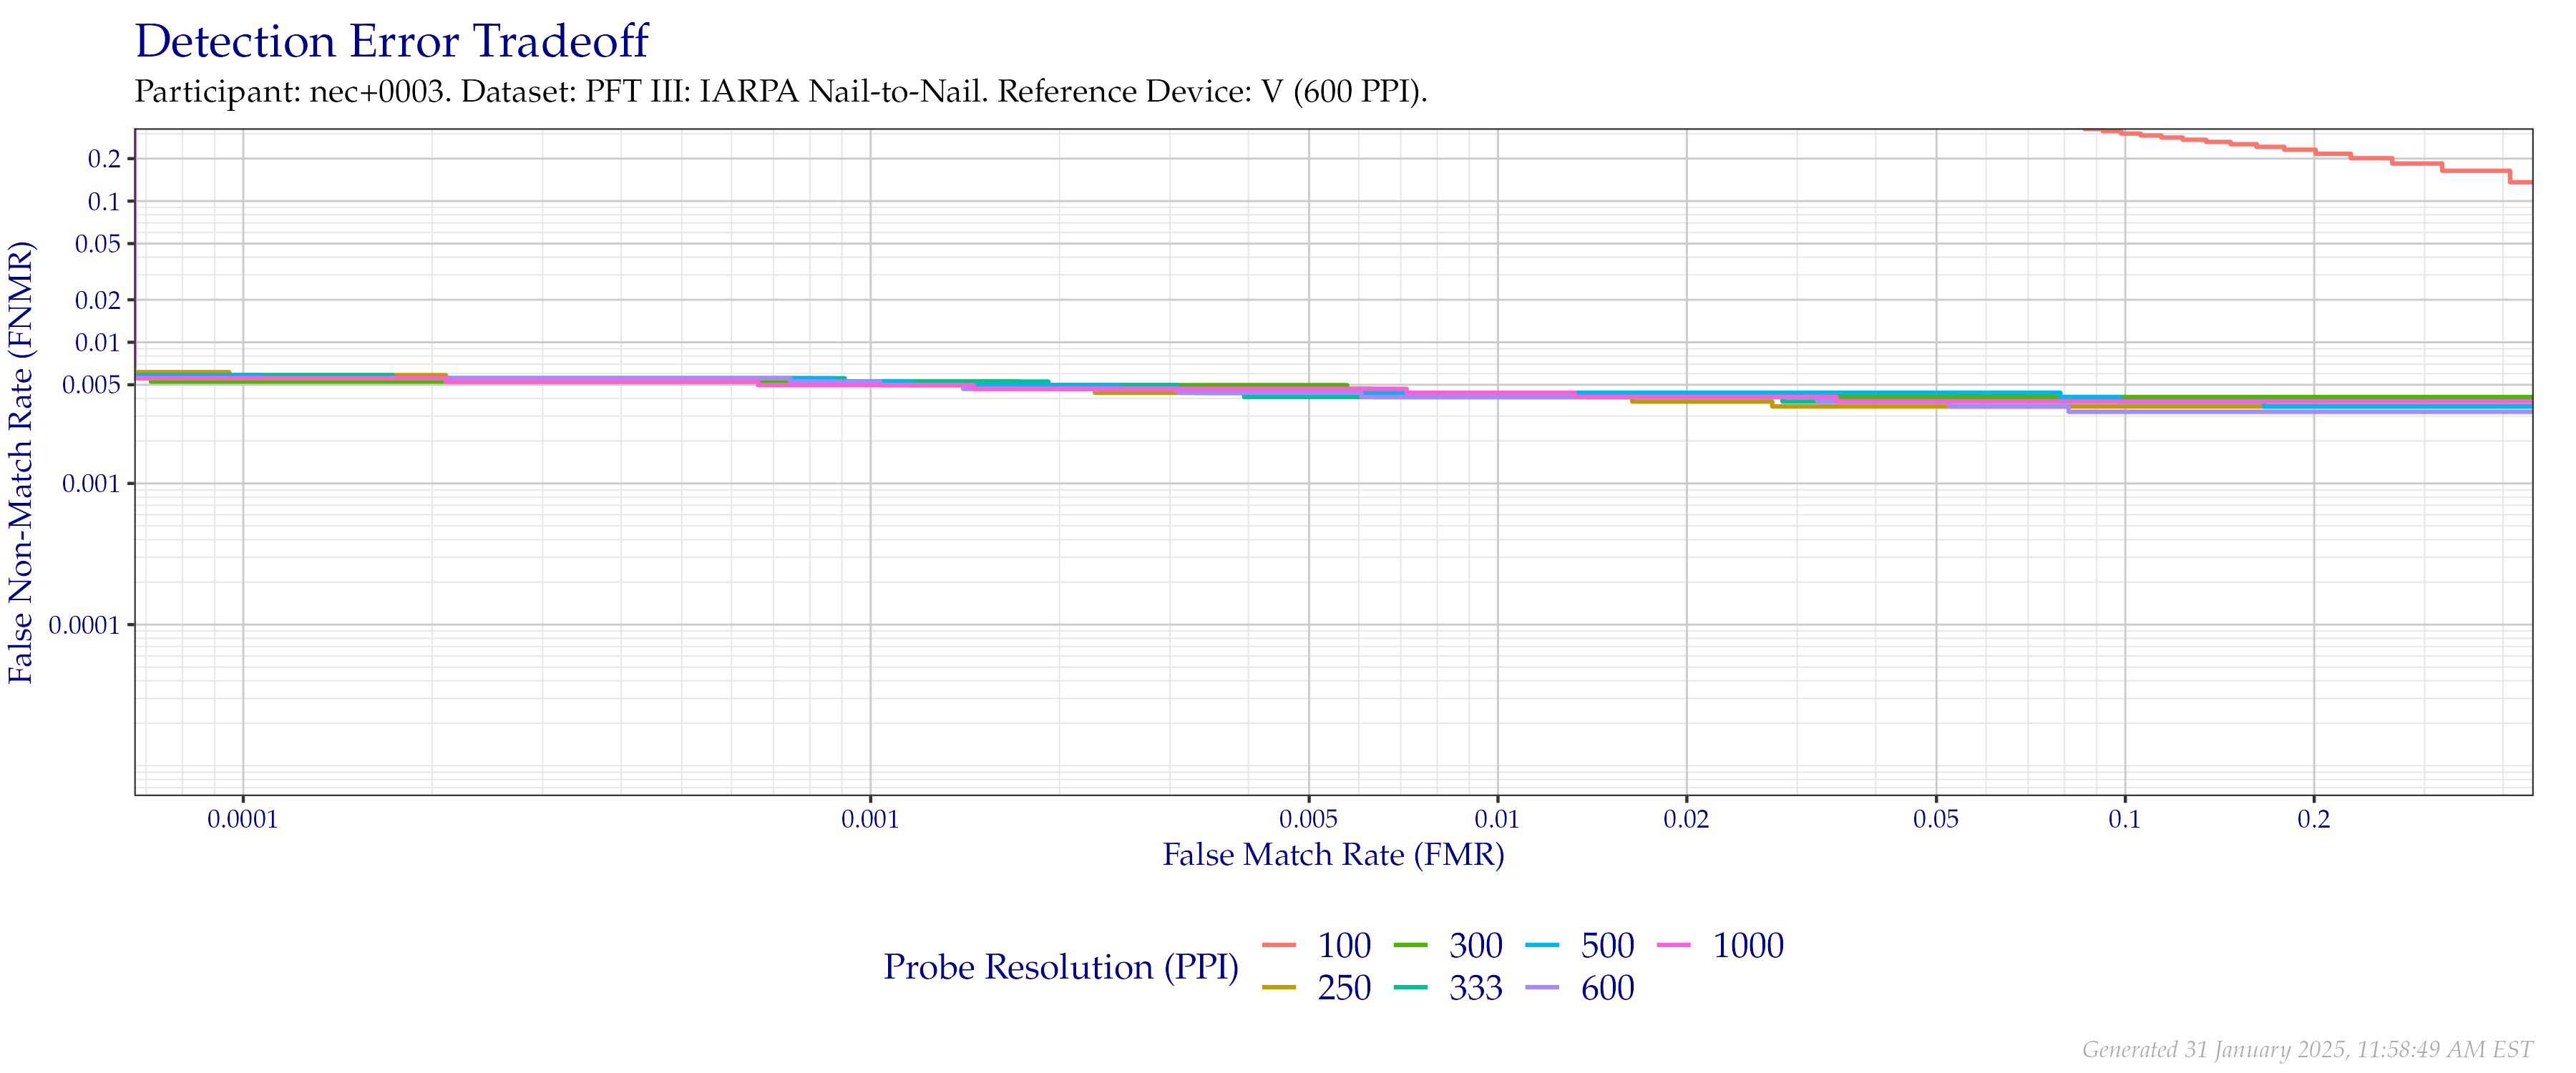 Detection Error Tradeoff
Participant: nec+0003. Dataset: PFT III: IARPA Nail-to-Nail. Reference Device: V (600 PPI).
False Non-Match Rate (FNMR)
0.2
0.1
0.05
0.02
0.01
0.005
0.001
0.0001
0.0001 0.001 0.005 0.01 0.02 0.05 0.1 0.2
False Match Rate (FMR)
Probe Resolution (PPI)
100 300 500 1000
250 333 600
Generated 31 January 2025, 11:58:49 AM EST